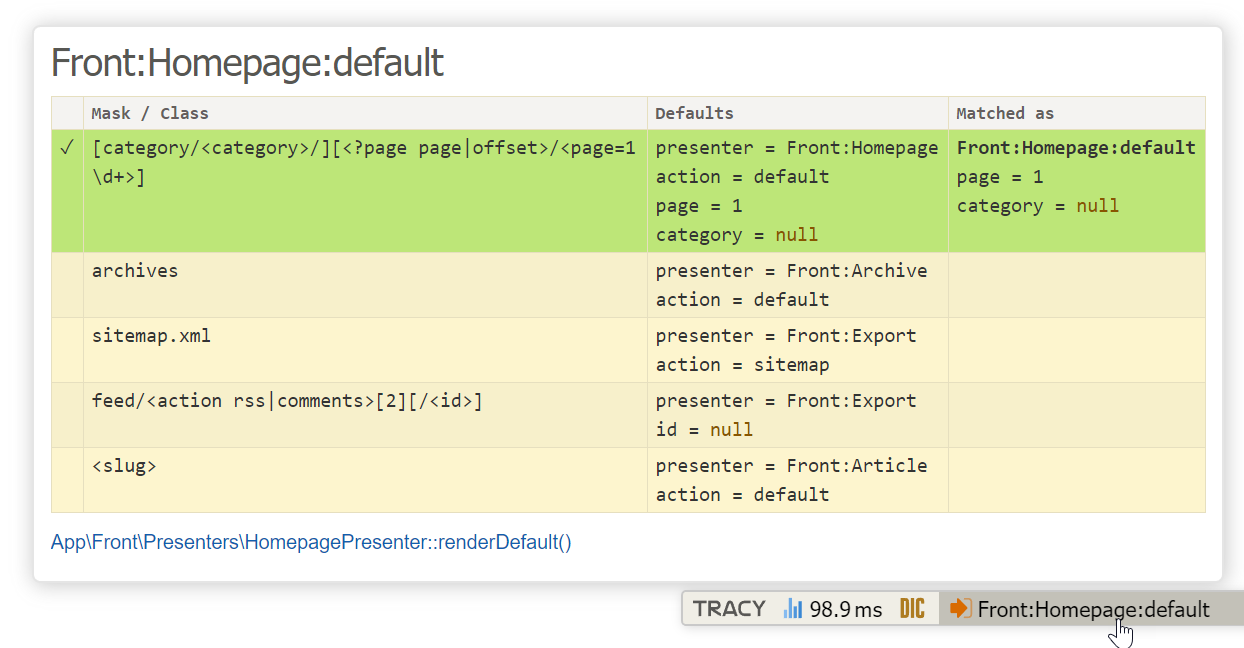 Front:Homepage:default
Mask / Class Defaults Matched as
✓ [category/<category>/][<?page page|offset>/<page=1 presenter = Front:Homepage Front:Homepage:default
\d+>] action = default page = 1
page = 1 category = null
category = null
archives presenter = Front:Archive
action = default
sitemap.xml presenter = Front:Export
action = sitemap
feed/<action rss|comments>[2][/<id>] presenter = Front:Export
id = null
<slug> presenter = Front:Article
action = default
App\Front\Presenters\HomepagePresenter::renderDefault()
TRACY 98.9 ms DIC Front:Homepage:default